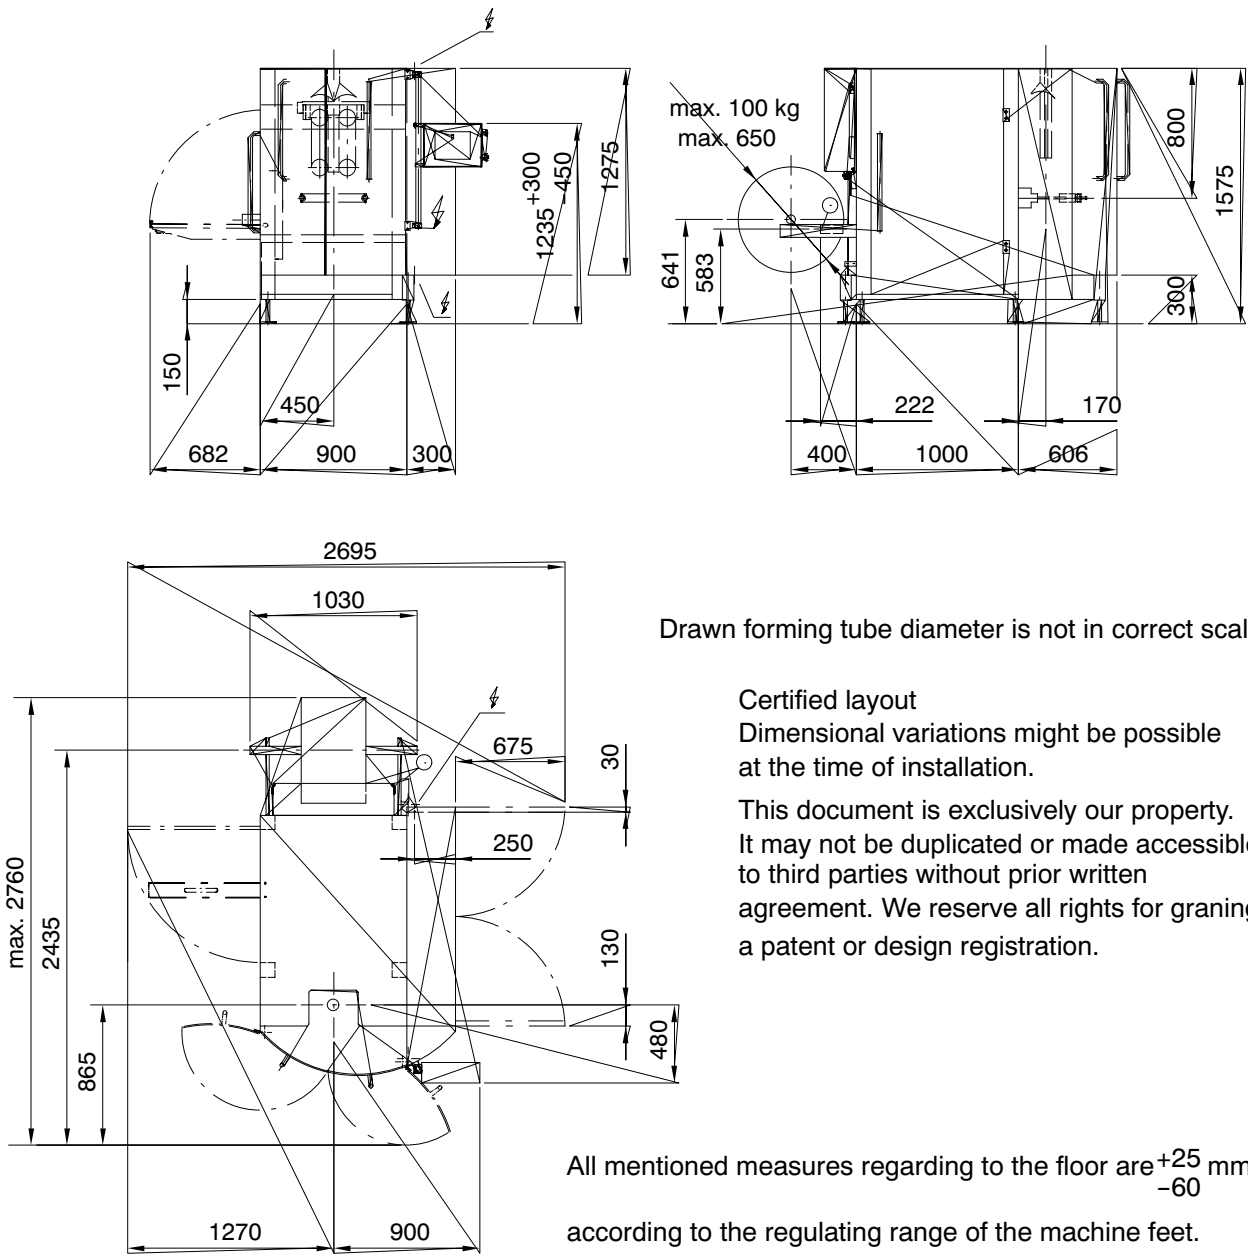 max. 100 kg
max. 650
1235 +300 -450
1275
800
1575
641
583
300
150
450
222
170
682
900
300
400
1000
606
2695
1030
Drawn forming tube diameter is not in correct scal
Certified layout
Dimensional variations might be possible
at the time of installation.
This document is exclusively our property.
It may not be duplicated or made accessible
to third parties without prior written
agreement. We reserve all rights for graning
a patent or design registration.
675
30
250
max. 2760
2435
130
865
480
All mentioned measures regarding to the floor are +25 mm
–60
according to the regulating range of the machine feet.
1270
900